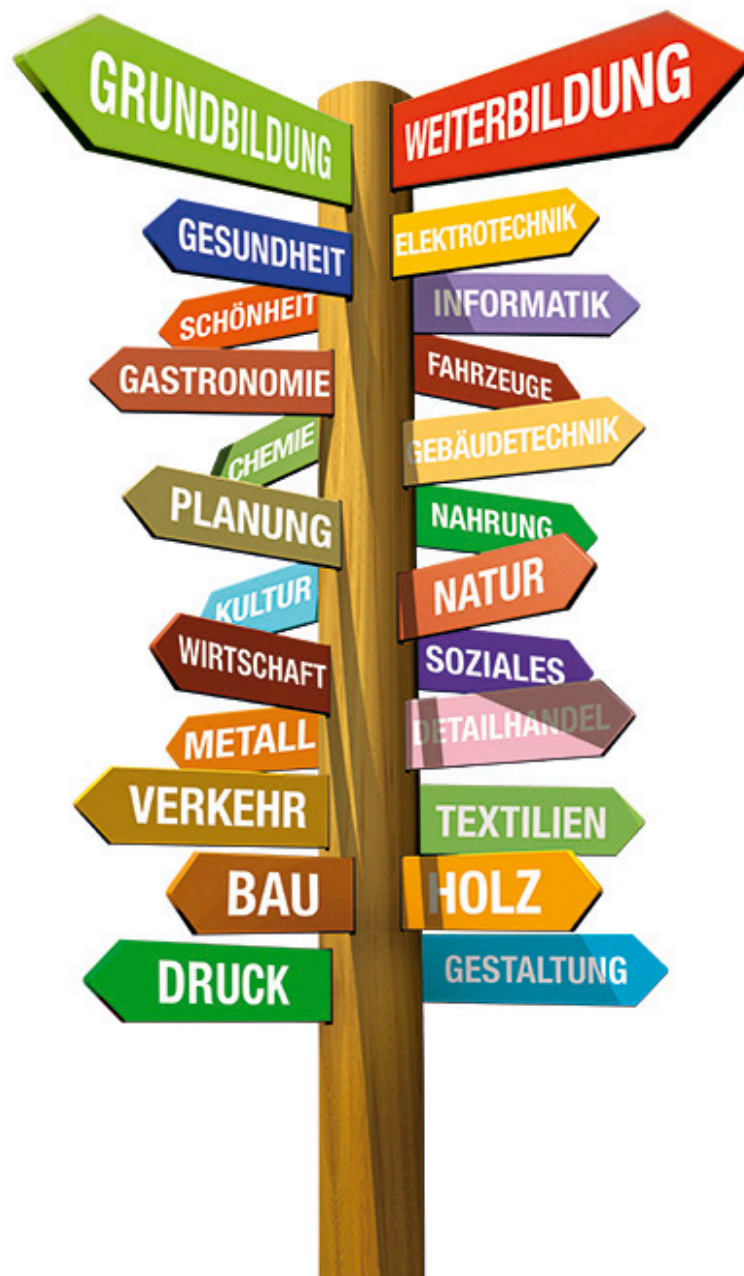 GRUNDBILDUNG
WEITERBILDUNG
GESUNDHEIT
ELEKTROTECHNIK
SCHÖNHEIT
INFORMATIK
GASTRONOMIE
FAHRZEUGE
CHEMIE
GEBÄUDETECHNIK
PLANUNG
NAHRUNG
KULTUR
NATUR
WIRTSCHAFT
SOZIALES
METALL
DETAILHANDEL
VERKEHR
TEXTILIEN
BAU
HOLZ
DRUCK
GESTALTUNG